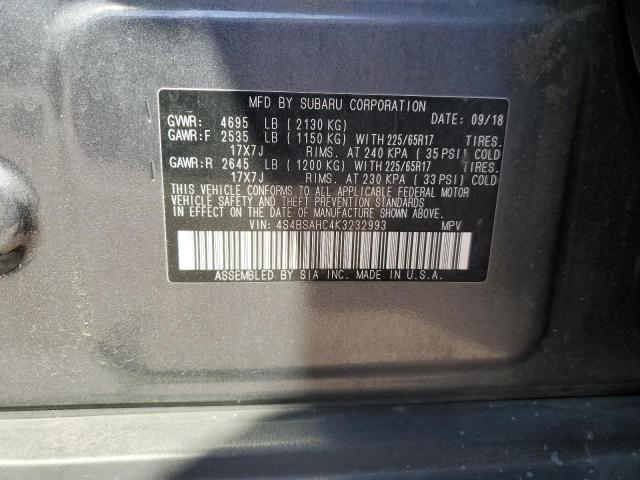 MFD BY SUBARU CORPORATION
GVWR: 4695 LB ( 2130 KG) DATE: 09/18
GAWR:F 2535 LB ( 1150 KG) WITH 225/65R17 TIRES.
17X7J RIMS. AT 240 KPA ( 35 PSI) COLD
GAWR:R 2645 LB ( 1200 KG) WITH 225/65R17 TIRES.
17X7J RIMS. AT 230 KPA ( 33 PSI) COLD
THIS VEHICLE CONFORMS TO ALL APPLICABLE FEDERAL MOTOR
VEHICLE SAFETY AND THEFT PREVENTION STANDARDS
IN EFFECT ON THE DATE OF MANUFACTURE SHOWN ABOVE.
VIN: 4S4BSAHC4K3232993 MPV
ASSEMBLED BY SIA INC. MADE IN U.S.A.